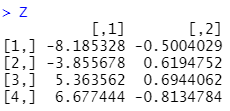 > Z
[,1] [,2]
[1,] -8.185328 -0.5004029
[2,] -3.855678 0.6194752
[3,] 5.363562 0.6944062
[4,] 6.677444 -0.8134784